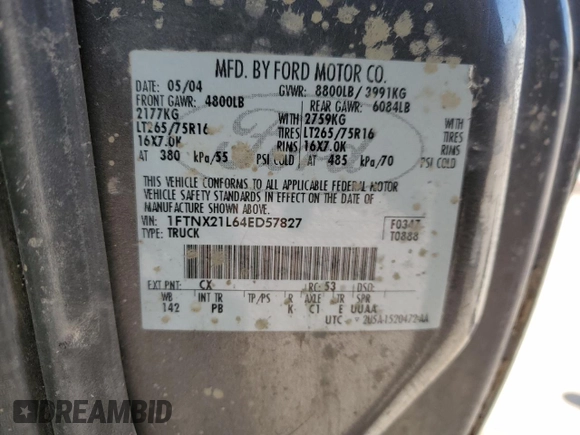 MFD. BY FORD MOTOR CO.
DATE: 05/04 GVWR: 8800LB/ 3991KG
FRONT GAWR: 4800LB REAR GAWR: 6084LB
2177KG WITH 2759KG WITH
LT265/75R16 TIRES LT265/75R16 TIRES
16X7.0K RIMS 16X7.0K RIMS
AT 380 kPa/55 PSI COLD AT 485 kPa/70 PSI COLD
Ford
THIS VEHICLE CONFORMS TO ALL APPLICABLE FEDERAL MOTOR
VEHICLE SAFETY STANDARDS IN EFFECT ON THE DATE OF
MANUFACTURE SHOWN ABOVE.
VIN: 1FTNX21L64ED57827 F0347
TYPE: TRUCK T0888
EXT PNT: CX RC: 53 DSO:
WB INT TR TP/PS R AXLE TR SPR
142 PB K C1 E UUAA
UTC
DREAMBID